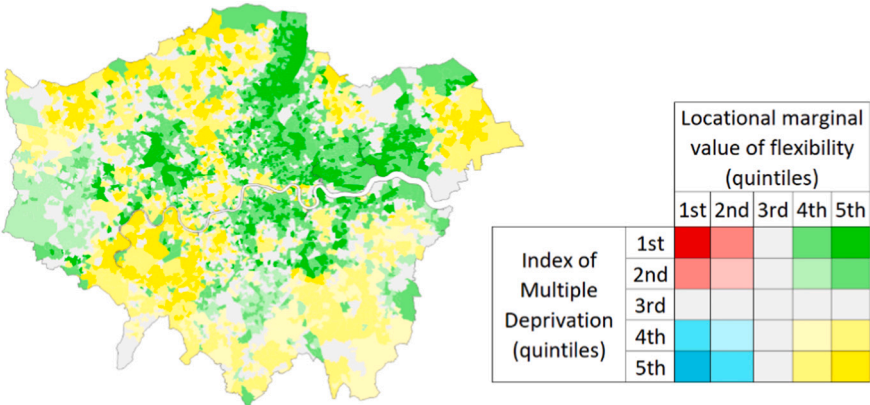 Locational marginal
value of flexibility
(quintiles)
1st 2nd 3rd 4th 5th
Index of
Multiple
Deprivation
(quintiles)
1st
2nd
3rd
4th
5th